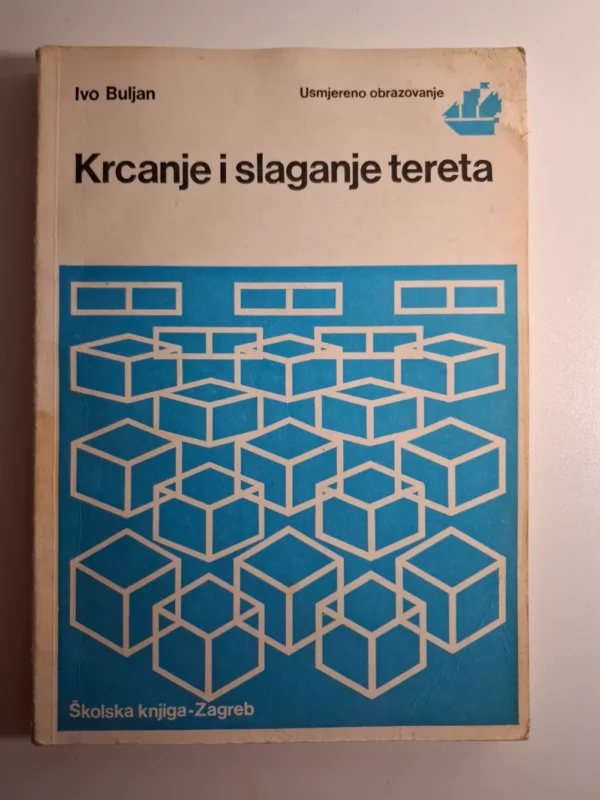 Ivo Buljan
Usmjereno obrazovanje
Krcanje i slaganje tereta
Školska knjiga-Zagreb